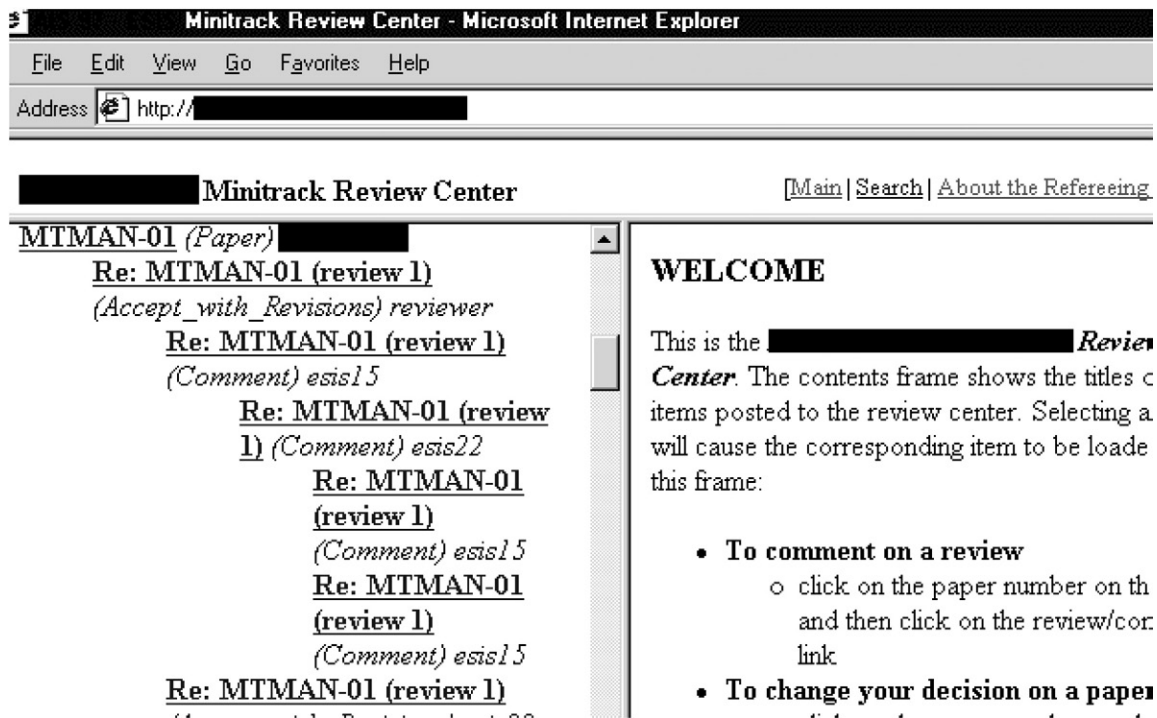 Minitrack Review Center - Microsoft Internet Explorer
File Edit View Go Favorites Help
Address http://
Minitrack Review Center
[Main | Search | About the Refereeing
MTMAN-01 (Paper)
Re: MTMAN-01 (review 1)
(Accept_with_Revisions) reviewer
Re: MTMAN-01 (review 1)
(Comment) esis15
Re: MTMAN-01 (review
1) (Comment) esis22
Re: MTMAN-01
(review 1)
(Comment) esis15
Re: MTMAN-01
(review 1)
(Comment) esis15
Re: MTMAN-01 (review 1)
WELCOME
This is the Review
Center. The contents frame shows the titles
items posted to the review center. Selecting
will cause the corresponding item to be loade
this frame:
• To comment on a review
o click on the paper number on th
and then click on the review/
link
• To change your decision on a paper